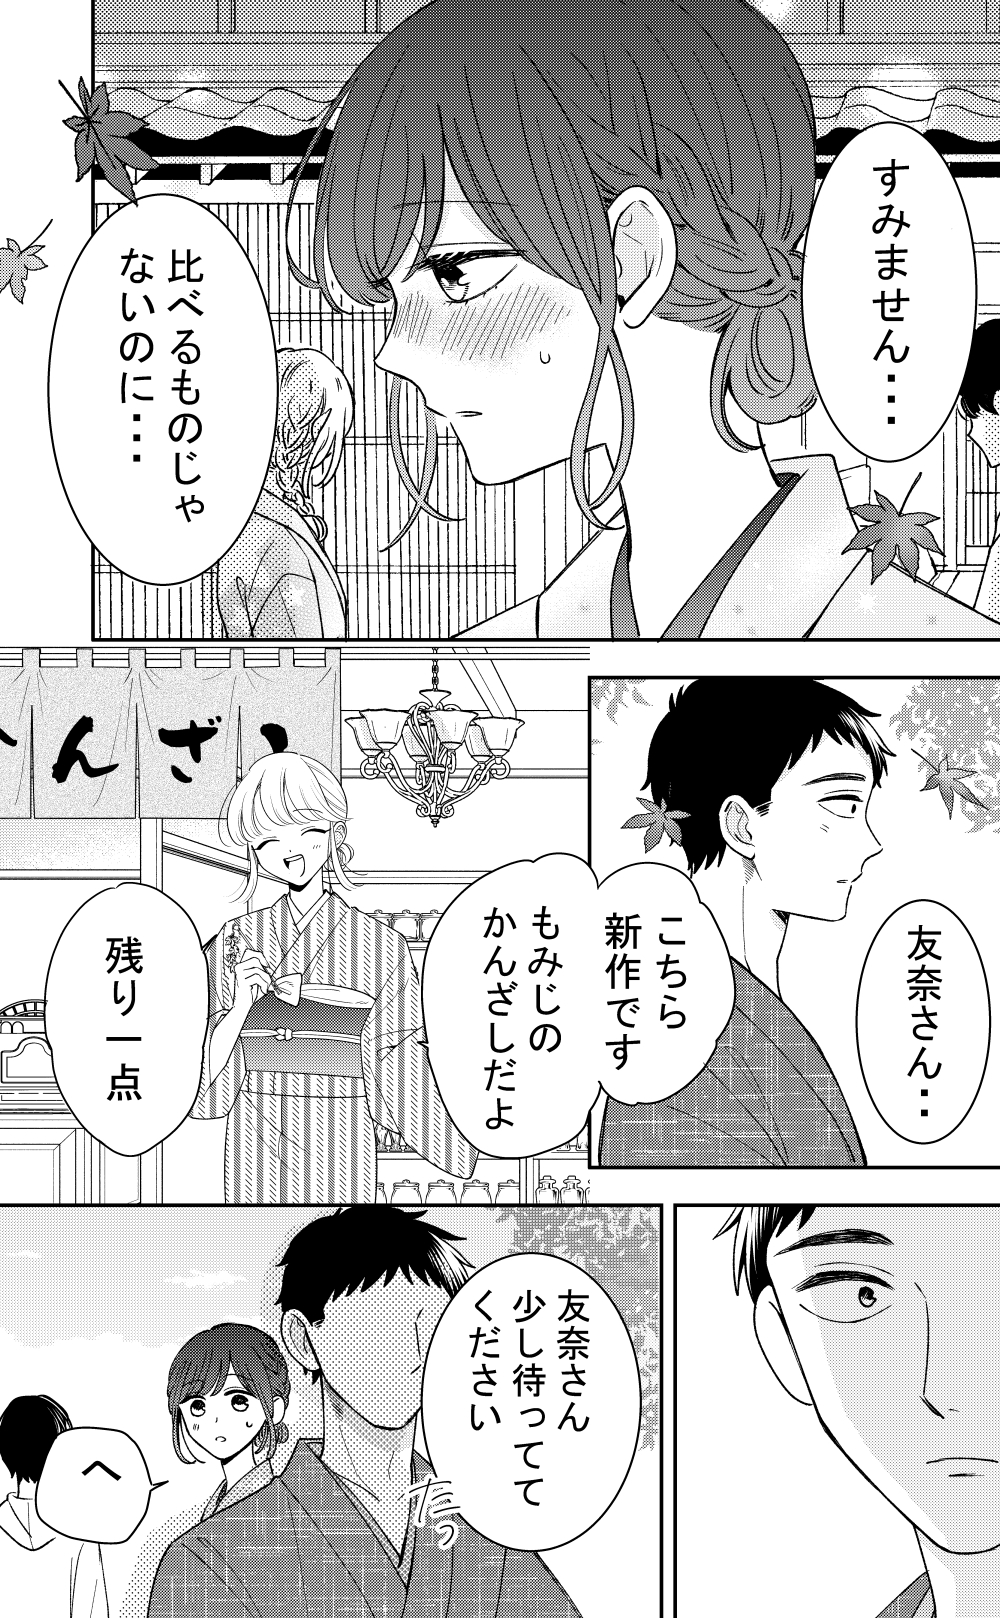 すみません・・・
比べるものじゃ
ないのに・・・
友奈さん・・
こちら
新作です
もみじの
かんざしだよ
残り一点
かんざし
友奈さん
少し待ってて
ください
たっ
へ